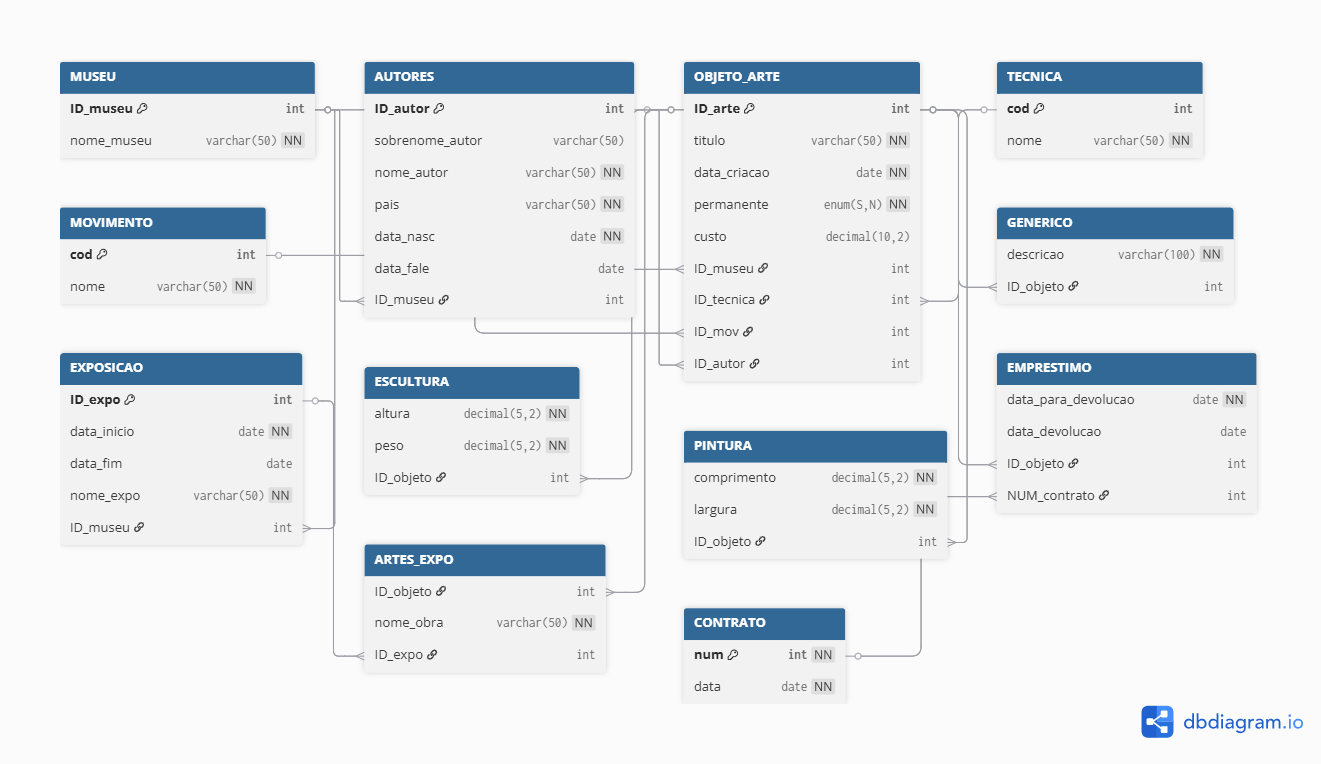 MUSEU
ID_museu int
nome_museu varchar(50) NN
MOVIMENTO
cod int
nome varchar(50) NN
EXPOSICAO
ID_expo int
data_inicio date NN
data_fim date
nome_expo varchar(50) NN
ID_museu int
AUTORES
ID_autor int
sobrenome_autor varchar(50)
nome_autor varchar(50) NN
pais varchar(50) NN
data_nasc date NN
data_fale date
ID_museu int
ESCULTURA
altura decimal(5,2) NN
peso decimal(5,2) NN
ID_objeto int
ARTES_EXPO
ID_objeto int
nome_obra varchar(50) NN
ID_expo int
OBJETO_ARTE
ID_arte int
titulo varchar(50) NN
data_criacao date NN
permanente enum(S,N) NN
custo decimal(10,2)
ID_museu int
ID_tecnica int
ID_mov int
ID_autor int
PINTURA
comprimento decimal(5,2) NN
largura decimal(5,2) NN
ID_objeto int
CONTRATO
num int NN
data date NN
TECNICA
cod int
nome varchar(50) NN
GENERICO
descricao varchar(100) NN
ID_objeto int
EMPRESTIMO
data_para_devolucao date NN
data_devolucao date
ID_objeto int
NUM_contrato int
dbdiagram.io